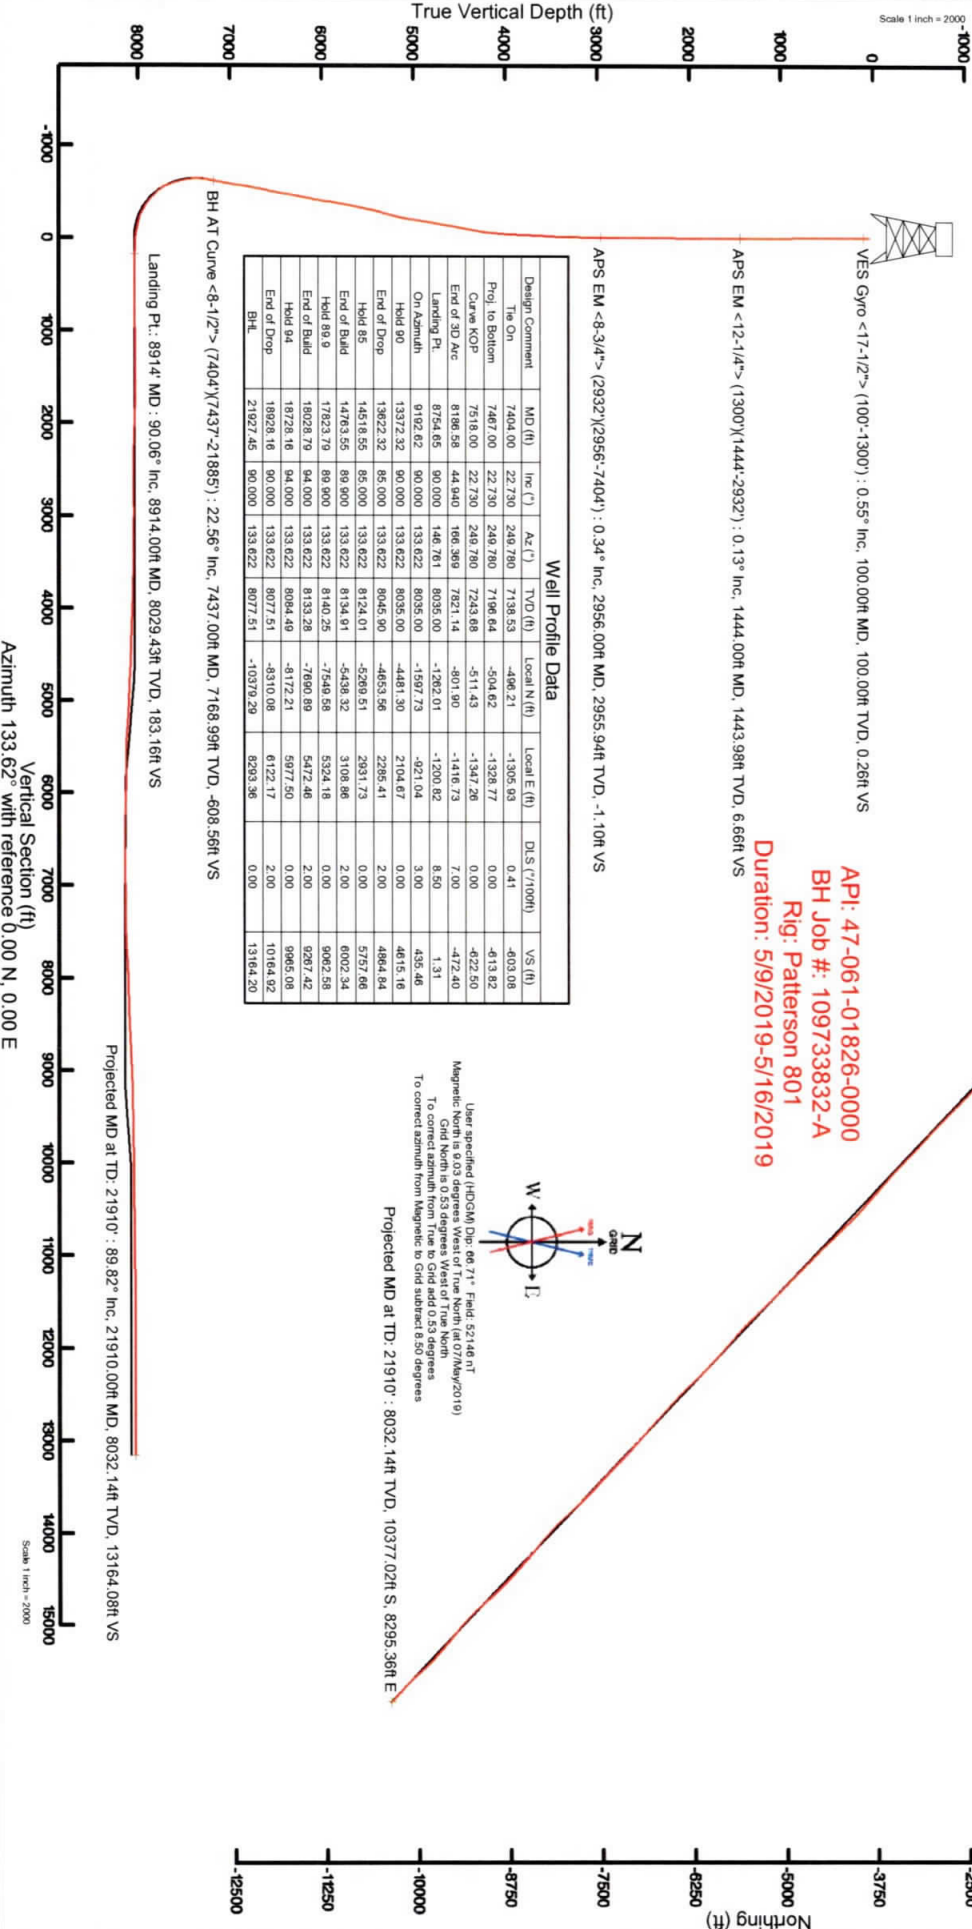 API: 47-061-01826-0000
BH Job #: 109733832-A
Rig: Patterson 801
Duration: 5/9/2019-5/16/2019
Scale 1 inch = 2000
True Vertical Depth (ft)
-1000
0
1000
2000
3000
4000
5000
6000
7000
8000
VES Gyro <17-1/2"> (100'-1300') : 0.55° Inc, 100.00ft MD, 100.00ft TVD, 0.26ft VS
APS EM <12-1/4"> (1300')(1444'-2932') : 0.13° Inc, 1444.00ft MD, 1443.98ft TVD, 6.66ft VS
APS EM <8-3/4"> (2932')(2956'-7404') : 0.34° Inc, 2956.00ft MD, 2955.94ft TVD, -1.10ft VS
Well Profile Data
Design Comment MD (ft) Inc (°) Az (°) TVD (ft) Local N (ft) Local E (ft) DLS (°/100ft) VS (ft)
Tie On 7404.00 22.730 249.780 7138.53 -496.21 -1305.93 0.41 -603.08
Proj. to Bottom 7467.00 22.730 249.780 7196.64 -504.62 -1328.77 0.00 -613.82
Curve KOP 7518.00 22.730 249.780 7243.68 -511.43 -1347.26 0.00 -622.50
End of 3D Arc 8186.58 44.940 166.369 7821.14 -801.90 -1416.73 7.00 -472.40
Landing Pt. 8754.65 90.000 146.761 8035.00 -1262.01 -1200.82 8.50 1.31
On Azimuth 9192.62 90.000 133.622 8035.00 -1597.73 -921.04 3.00 435.46
Hold 90 13372.32 90.000 133.622 8035.00 -4481.30 2104.67 0.00 4615.16
End of Drop 13622.32 85.000 133.622 8045.90 -4653.56 2285.41 2.00 4864.84
Hold 85 14518.55 85.000 133.622 8124.01 -5269.51 2931.73 0.00 5757.66
End of Build 14763.55 89.900 133.622 8134.91 -5438.32 3108.86 2.00 6002.34
Hold 89.9 17823.79 89.900 133.622 8140.25 -7549.58 5324.18 0.00 9062.58
End of Build 18028.79 94.000 133.622 8133.28 -7690.89 5472.46 2.00 9267.42
Hold 94 18728.16 94.000 133.622 8084.49 -8172.21 5977.50 0.00 9965.08
End of Drop 18928.16 90.000 133.622 8077.51 -8310.08 6122.17 2.00 10164.92
BHL 21927.45 90.000 133.622 8077.51 -10379.29 8293.36 0.00 13164.20
BH AT Curve <8-1/2"> (7404')(7437'-21885') : 22.56° Inc, 7437.00ft MD, 7168.99ft TVD, -608.56ft VS
Landing Pt.: 8914' MD : 90.06° Inc, 8914.00ft MD, 8029.43ft TVD, 183.16ft VS
Projected MD at TD: 21910' : 89.82° Inc, 21910.00ft MD, 8032.14ft TVD, 13164.08ft VS
-1000 0 1000 2000 3000 4000 5000 6000 7000 8000 9000 10000 11000 12000 13000 14000 15000
Vertical Section (ft)
Azimuth 133.62° with reference 0.00 N, 0.00 E
Scale 1 inch = 2000
N
GRID
W
E
User specified (HDGM) Dip: 66.71° Field: 52146 nT
Magnetic North is 9.03 degrees West of True North (at 07/May/2019)
Grid North is 0.53 degrees West of True North
To correct azimuth from True to Grid add 0.53 degrees
To correct azimuth from Magnetic to Grid subtract 8.50 degrees
Projected MD at TD: 21910' : 8032.14ft TVD, 10377.02ft S, 8295.36ft E
-2500
-3750
-5000
-6250
-7500
-8750
-10000
-11250
-12500
Northing (ft)